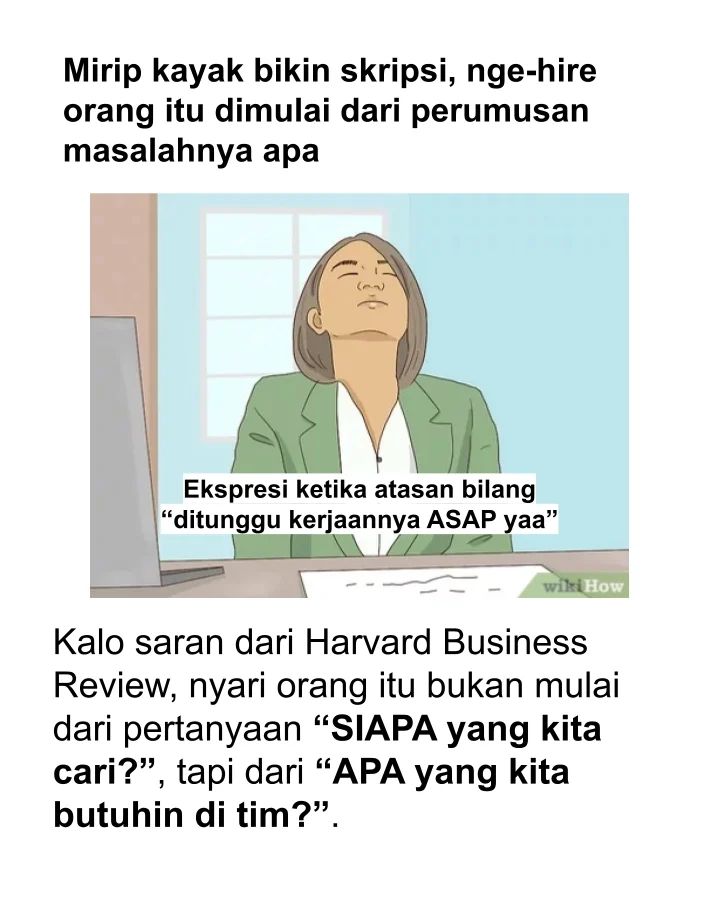 Mirip kayak bikin skripsi, nge-hire
orang itu dimulai dari perumusan
masalahnya apa
Ekspresi ketika atasan bilang
“ditunggu kerjaannya ASAP yaa”
wikiHow
Kalo saran dari Harvard Business
Review, nyari orang itu bukan mulai
dari pertanyaan “SIAPA yang kita
cari?”, tapi dari “APA yang kita
butuhin di tim?”.